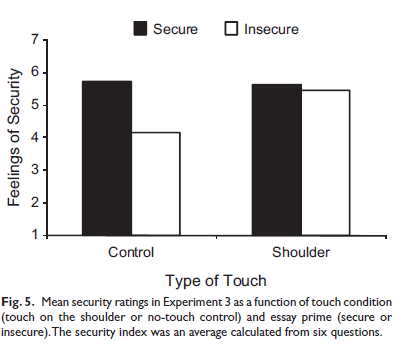 Secure Insecure
7
6
5
4
3
2
1
Feelings of Security
Control Shoulder
Type of Touch
Fig. 5. Mean security ratings in Experiment 3 as a function of touch condition
(touch on the shoulder or no-touch control) and essay prime (secure or
insecure).The security index was an average calculated from six questions.